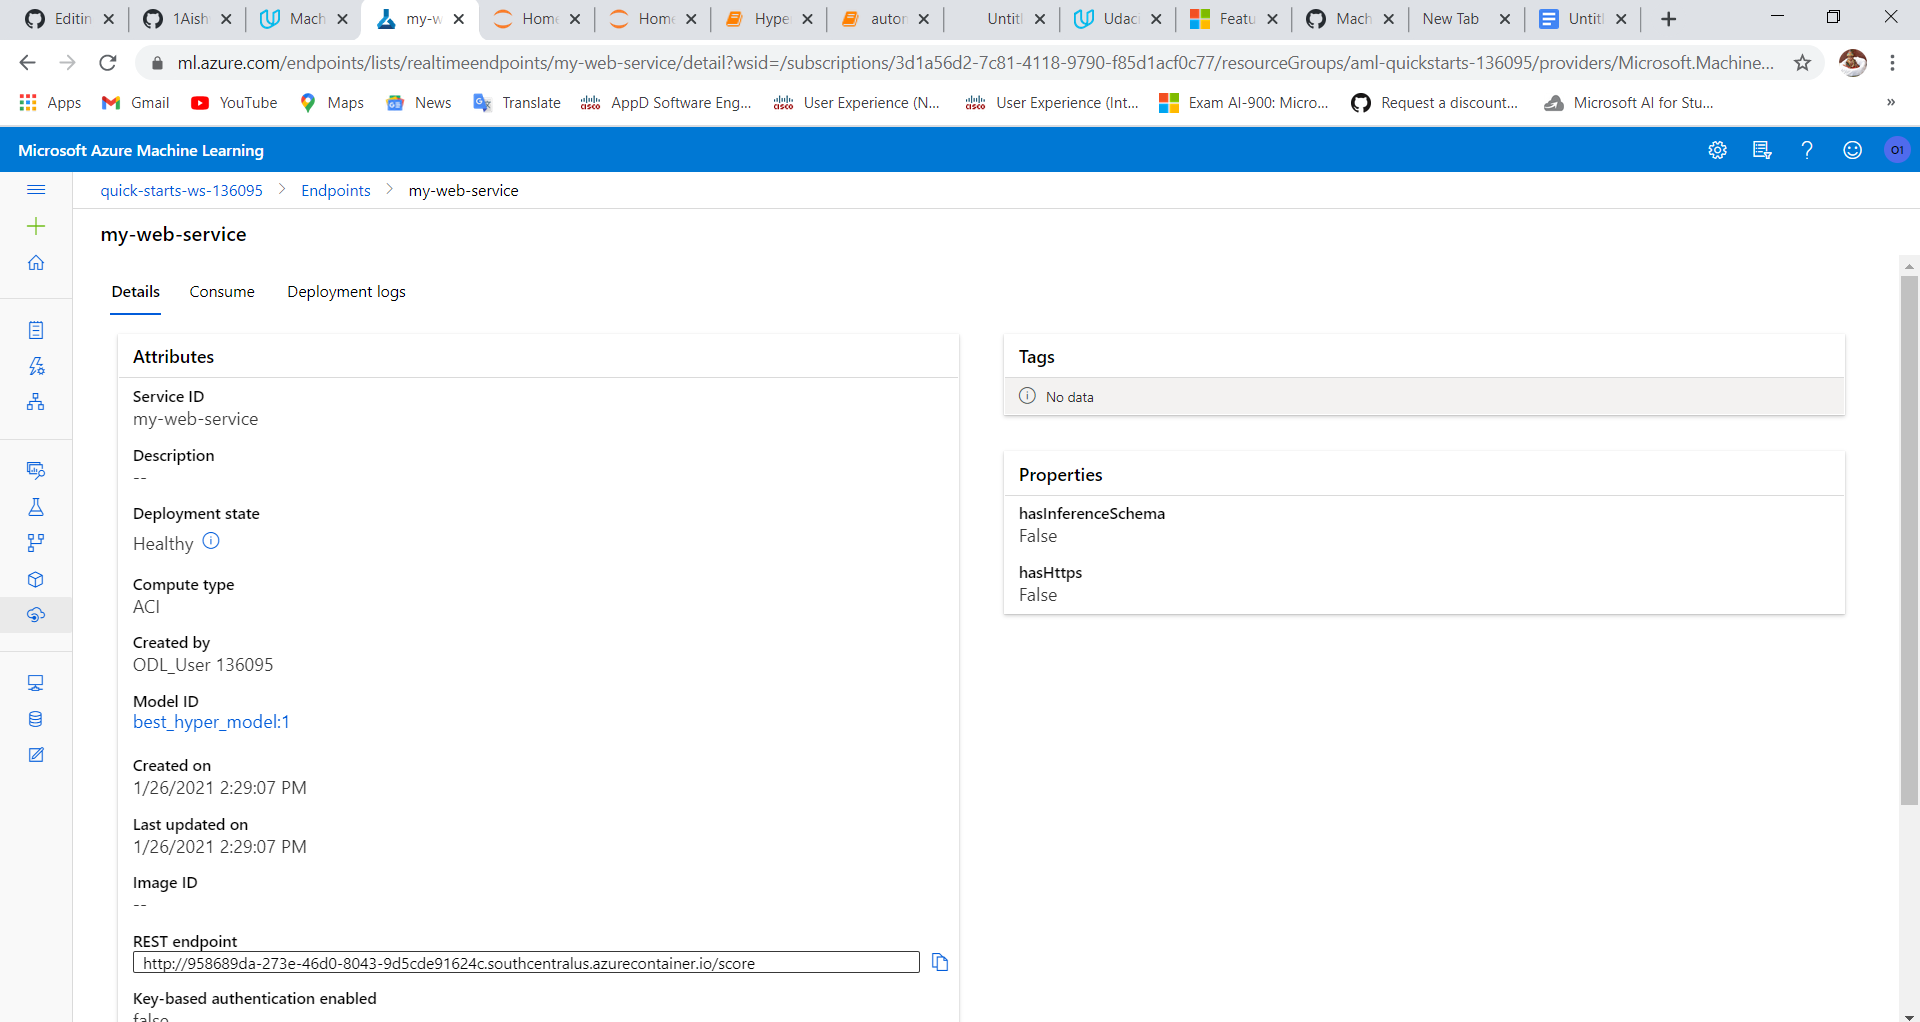 Editin
1Aish
Mach
my-w
Home
Home
Hyper
autor
Untitl
Udaci
Featu
Mach
New Tab
Untitl
ml.azure.com/endpoints/lists/realtimeendpoints/my-web-service/detail?wsid=/subscriptions/3d1a56d2-7c81-4118-9790-f85d1acf0c77/resourceGroups/aml-quickstarts-136095/providers/Microsoft.Machine...
Apps
Gmail
YouTube
Maps
News
Translate
AppD Software Eng...
User Experience (N...
User Experience (Int...
Exam AI-900: Micro...
Request a discount...
Microsoft AI for Stu...
»
Microsoft Azure Machine Learning
O1
quick-starts-ws-136095 > Endpoints > my-web-service
my-web-service
Details
Consume
Deployment logs
Attributes
Service ID
my-web-service
Description
--
Deployment state
Healthy
Compute type
ACI
Created by
ODL_User 136095
Model ID
best_hyper_model:1
Created on
1/26/2021 2:29:07 PM
Last updated on
1/26/2021 2:29:07 PM
Image ID
--
REST endpoint
http://958689da-273e-46d0-8043-9d5cde91624c.southcentralus.azurecontainer.io/score
Key-based authentication enabled
false
Tags
No data
Properties
hasInferenceSchema
False
hasHttps
False